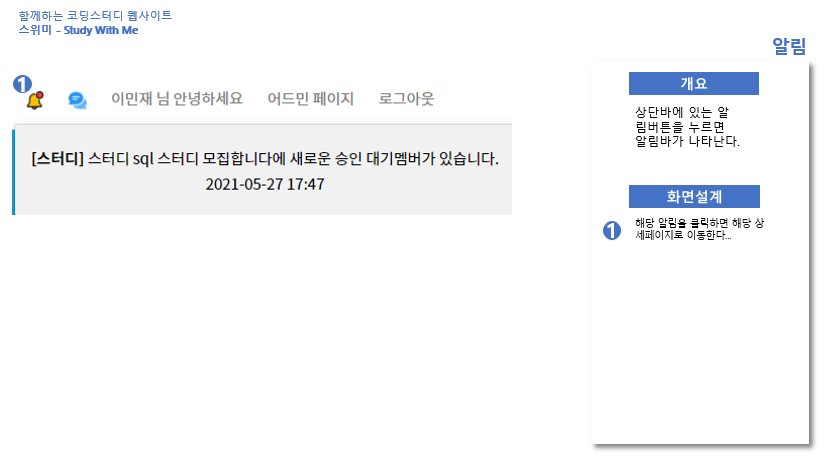 함께하는 코딩스터디 웹사이트
스위미 - Study With Me
알림
1
이민재 님 안녕하세요 어드민 페이지 로그아웃
[스터디] 스터디 sql 스터디 모집합니다에 새로운 승인 대기멤버가 있습니다.
2021-05-27 17:47
개요
상단바에 있는 알
림버튼을 누르면
알림바가 나타난다.
화면설계
1
해당 알림을 클릭하면 해당 상
세페이지로 이동한다...